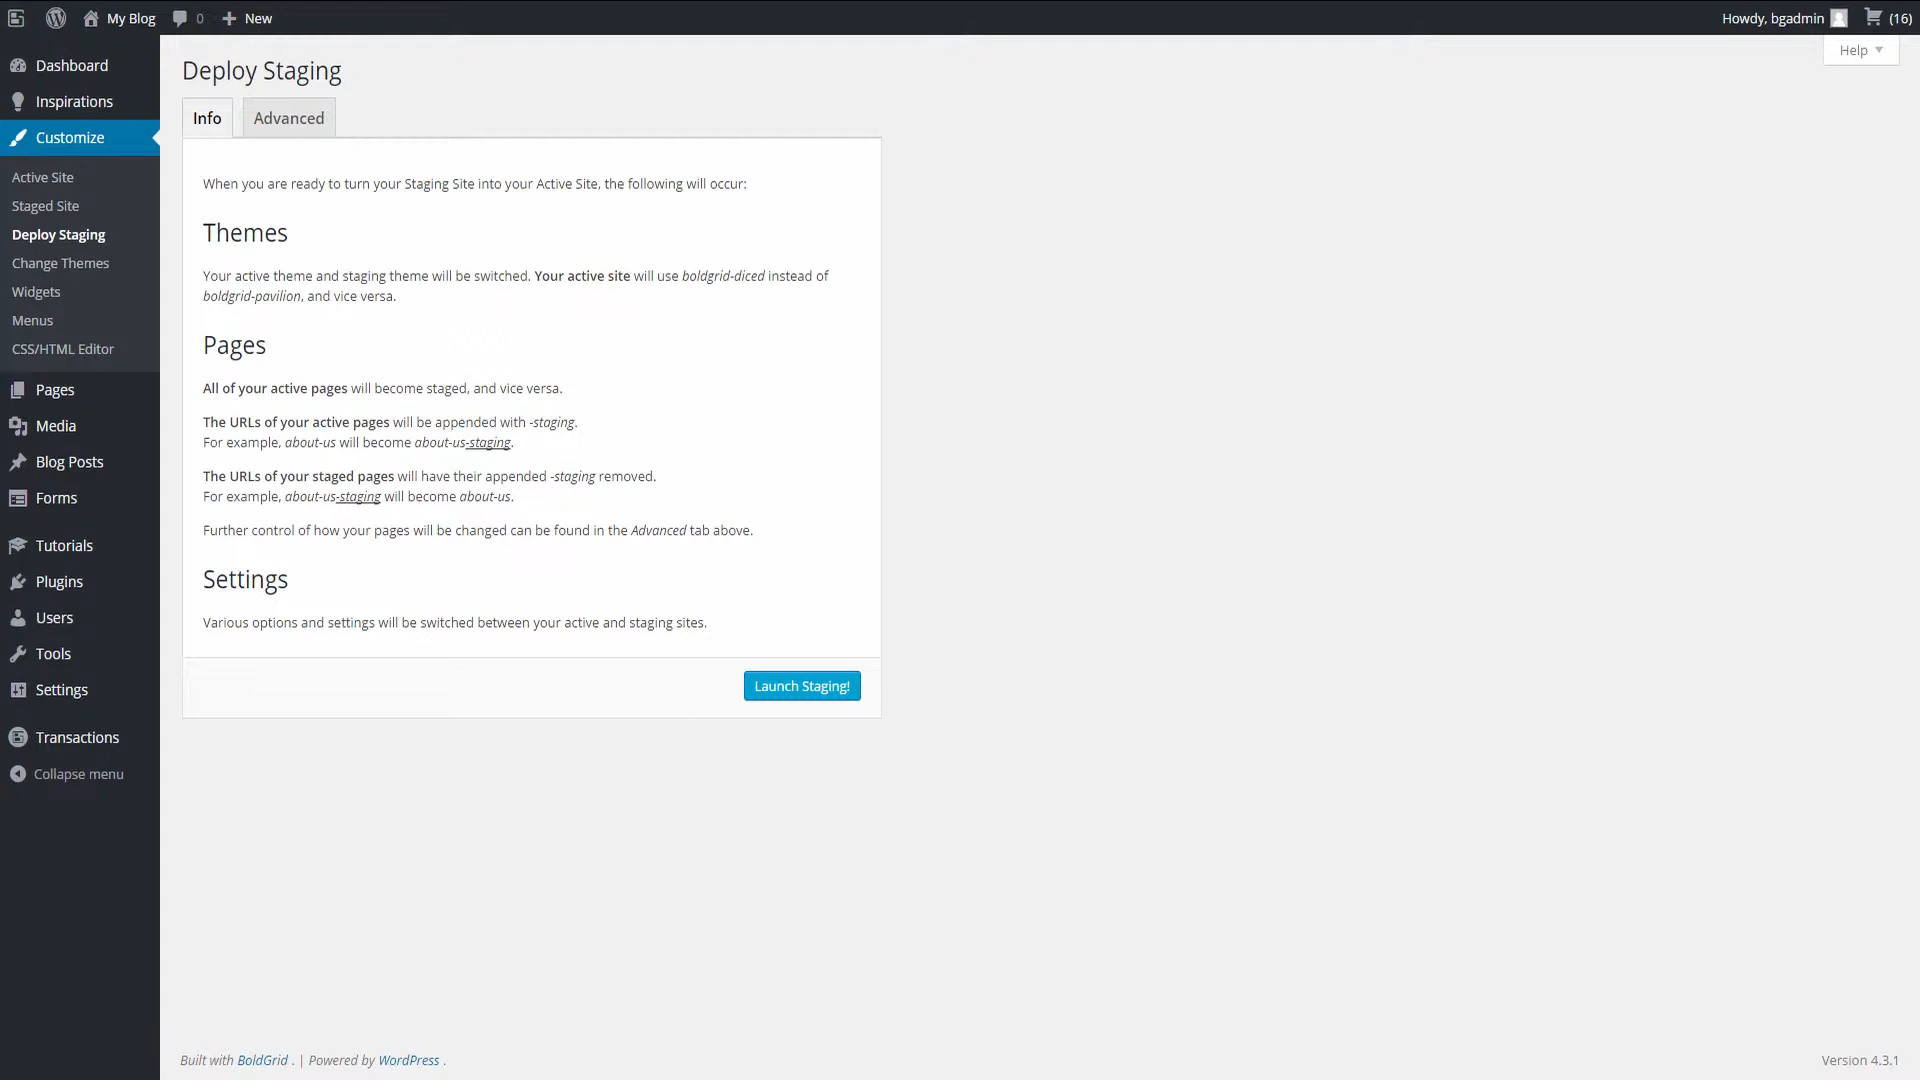 My Blog 0 New
Howdy, bgadmin (16)
Help
Dashboard
Inspirations
Customize
Active Site
Staged Site
Deploy Staging
Change Themes
Widgets
Menus
CSS/HTML Editor
Pages
Media
Blog Posts
Forms
Tutorials
Plugins
Users
Tools
Settings
Transactions
Collapse menu
Deploy Staging
Info Advanced
When you are ready to turn your Staging Site into your Active Site, the following will occur:
Themes
Your active theme and staging theme will be switched. Your active site will use boldgrid-diced instead of
boldgrid-pavilion, and vice versa.
Pages
All of your active pages will become staged, and vice versa.
The URLs of your active pages will be appended with -staging.
For example, about-us will become about-us-staging.
The URLs of your staged pages will have their appended -staging removed.
For example, about-us-staging will become about-us.
Further control of how your pages will be changed can be found in the Advanced tab above.
Settings
Various options and settings will be switched between your active and staging sites.
Launch Staging!
Built with BoldGrid . | Powered by WordPress .
Version 4.3.1